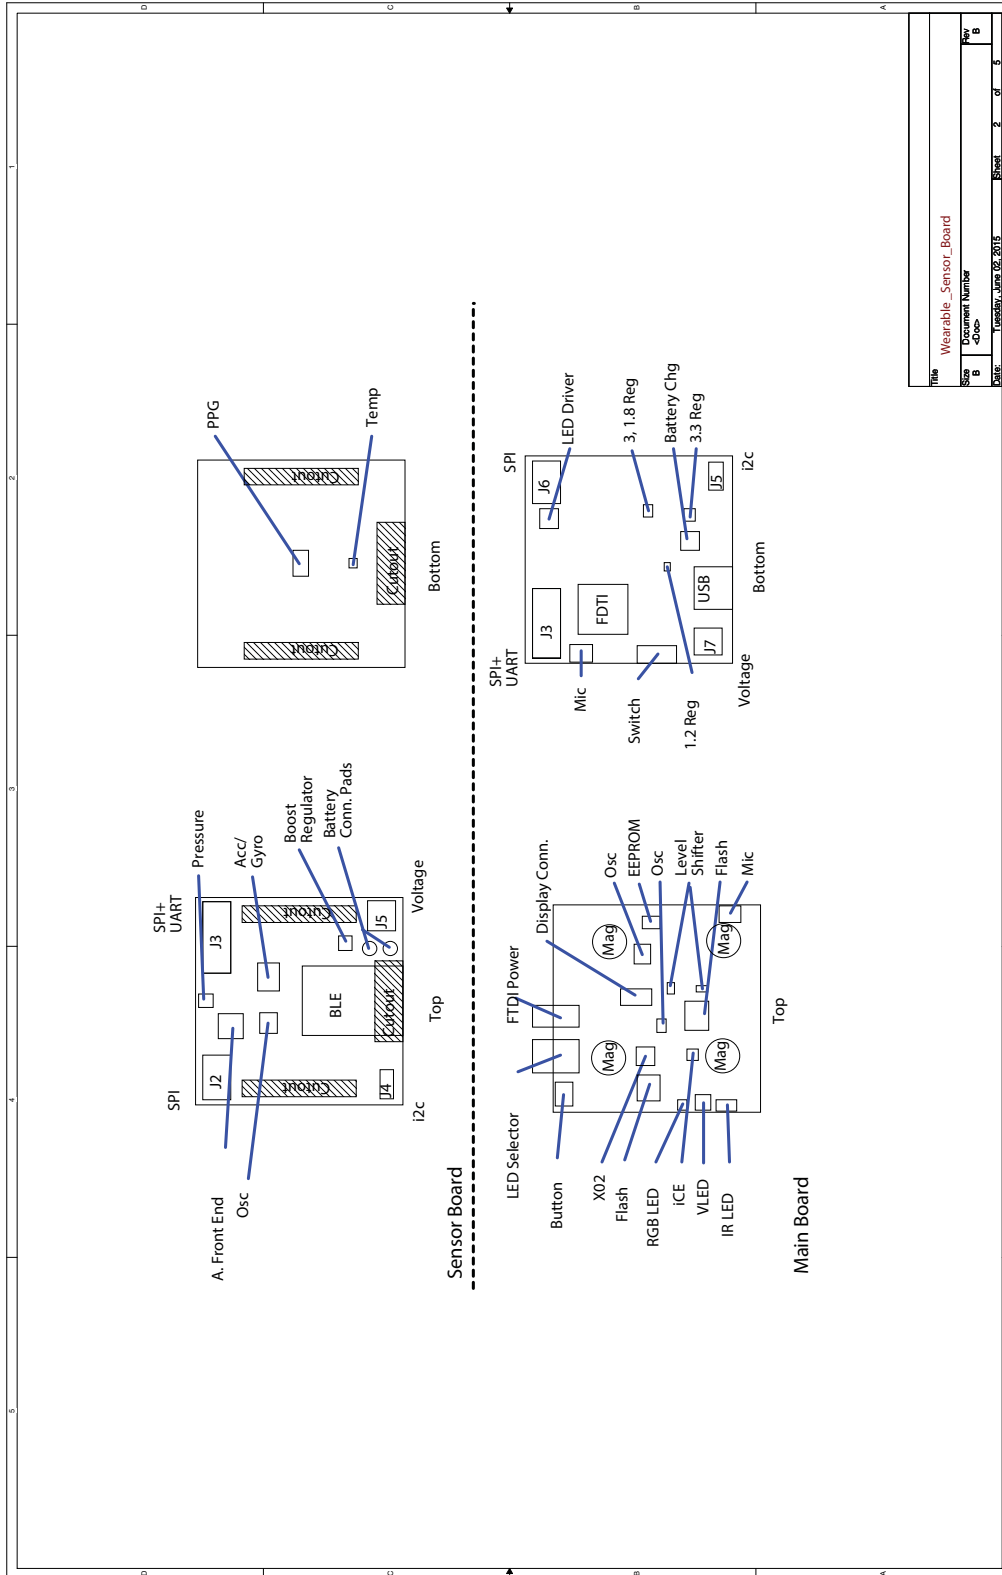 SPI
SPI+
UART
Pressure
Acc/
Gyro
Boost
Regulator
Battery
Conn. Pads
A. Front End
Osc
J2
J3
BLE
Cutout
Cutout
Cutout
J4
J5
i2c
Top
Voltage
PPG
Temp
Cutout
Cutout
Cutout
Bottom
Sensor Board
LED Selector
FTDI Power
Display Conn.
Osc
EEPROM
Osc
Level
Shifter
Flash
Mic
Button
X02
Flash
RGB LED
iCE
VLED
IR LED
Mag
Mag
Mag
Mag
Top
Main Board
SPI+
UART
SPI
J3
J6
LED Driver
FDTI
Mic
Switch
3, 1.8 Reg
Battery Chg
3.3 Reg
1.2 Reg
J7
USB
J5
Voltage
Bottom
i2c
Title
Wearable _Sensor_Board
Size
B
Document Number
<Doc>
Rev
B
Date:
Tuesday, June 02, 2015
Sheet
2
of
5
5
4
3
2
1
D
C
B
A
D
C
B
A